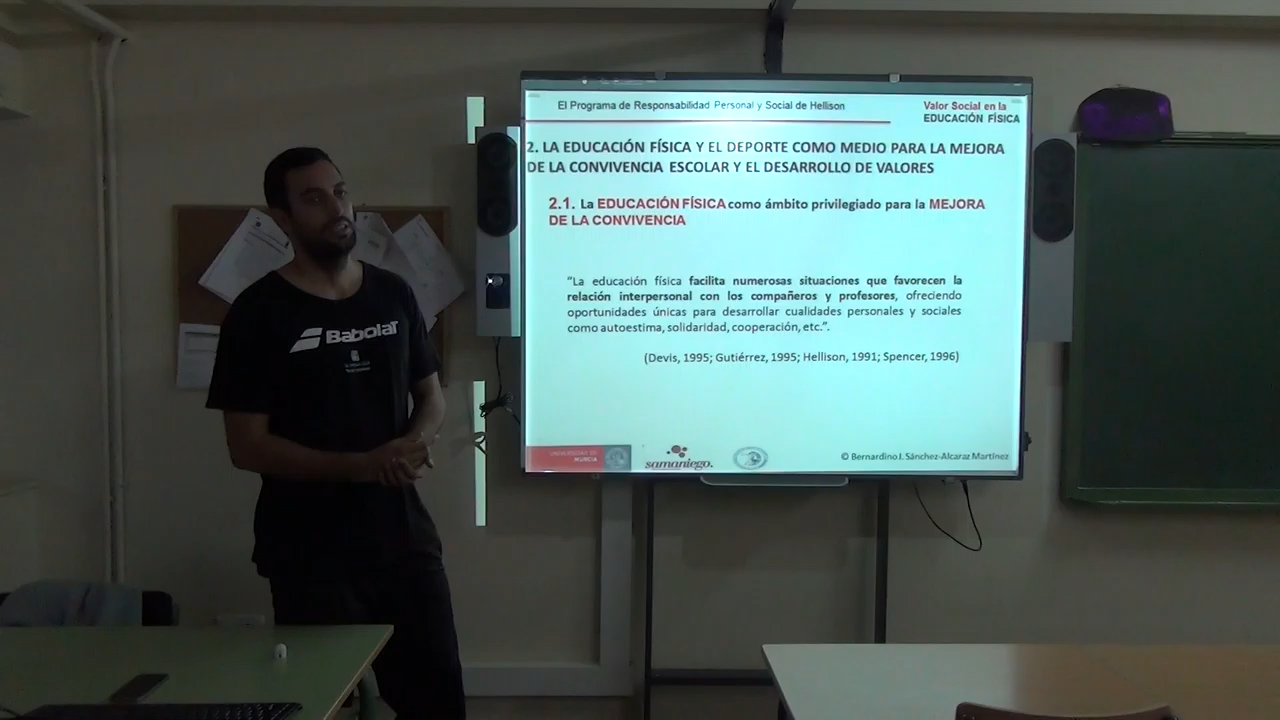 El Programa de Responsabilidad Personal y Social de Hellison
Valor Social en la
EDUCACIÓN FÍSICA
2. LA EDUCACIÓN FÍSICA Y EL DEPORTE COMO MEDIO PARA LA MEJORA
DE LA CONVIVENCIA ESCOLAR Y EL DESARROLLO DE VALORES
2.1. La EDUCACIÓN FÍSICA como ámbito privilegiado para la MEJORA
DE LA CONVIVENCIA
"La educación física facilita numerosas situaciones que favorecen la
relación interpersonal con los compañeros y profesores, ofreciendo
oportunidades únicas para desarrollar cualidades personales y sociales
como autoestima, solidaridad, cooperación, etc.".
(Devis, 1995; Gutiérrez, 1995; Hellison, 1991; Spencer, 1996)
UNIVERSIDAD DE
MURCIA
samaniego.
© Bernardino J. Sánchez-Alcaraz Martínez
Babolat